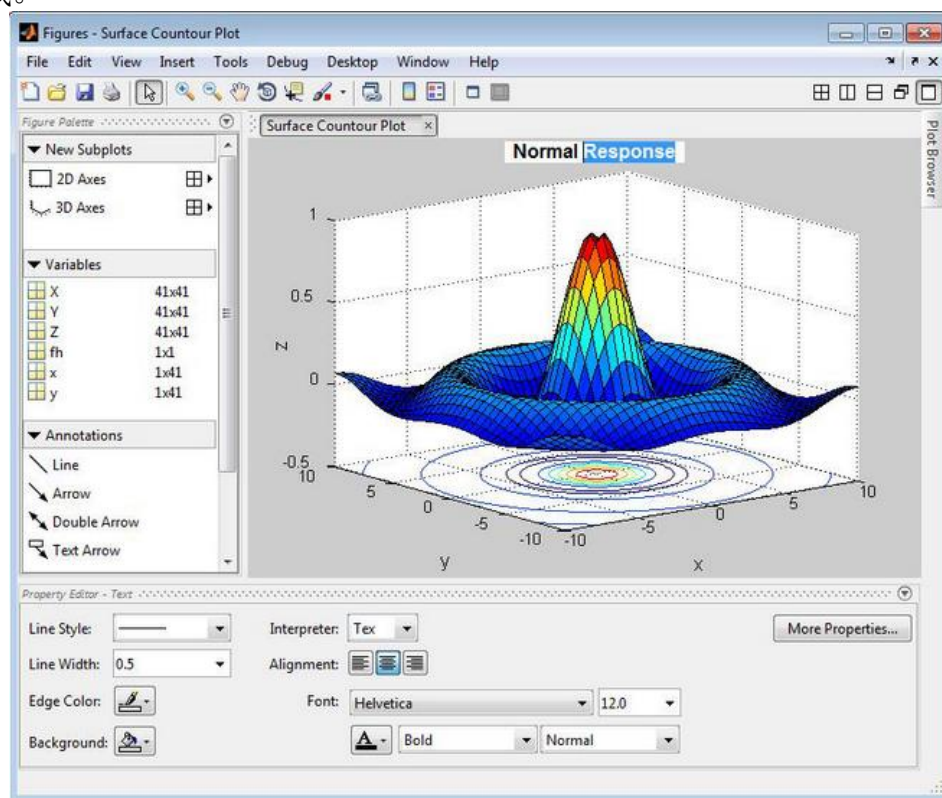 Figures - Surface Countour Plot
File Edit View Insert Tools Debug Desktop Window Help
Figure Palette
Surface Countour Plot
Plot Browser
New Subplots
2D Axes
3D Axes
Variables
X 41x41
Y 41x41
Z 41x41
fh 1x1
x 1x41
y 1x41
Annotations
Line
Arrow
Double Arrow
Text Arrow
Normal Response
1
0.5
0
-0.5
z
10 5 0 -5 -10
y
-10 -5 0 5 10
x
Property Editor - Text
Line Style:
Interpreter: Tex
More Properties...
Line Width: 0.5
Alignment:
Edge Color:
Font: Helvetica 12.0
Background:
A Bold Normal